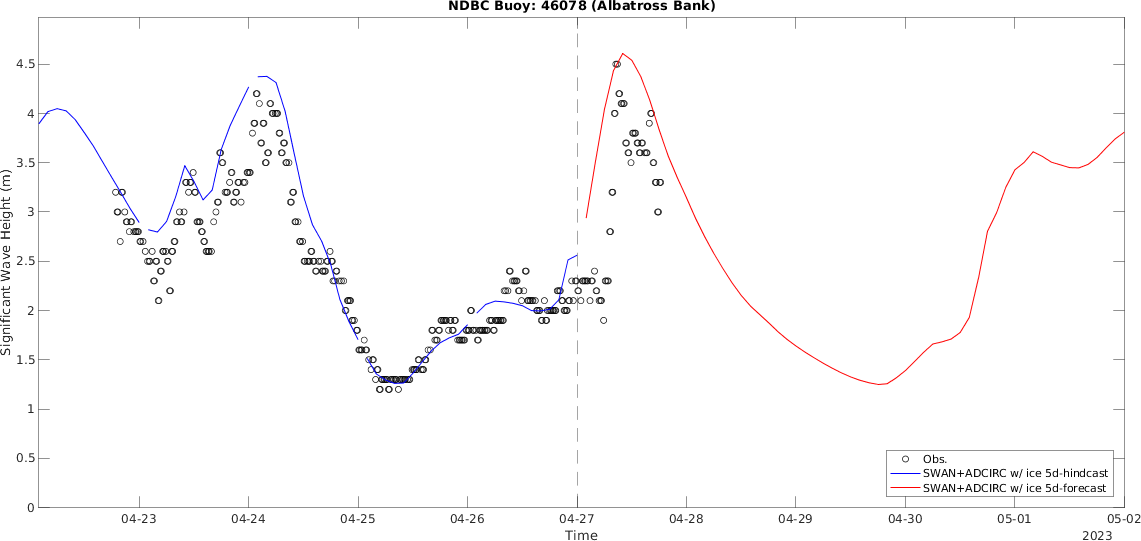 NDBC Buoy: 46078 (Albatross Bank)
Significant Wave Height (m)
4.5
4
3.5
3
2.5
2
1.5
1
0.5
0
04-23 04-24 04-25 04-26 04-27 04-28 04-29 04-30 05-01 05-02
Time
2023
Obs.
SWAN+ADCIRC w/ ice 5d-hindcast
SWAN+ADCIRC w/ ice 5d-forecast